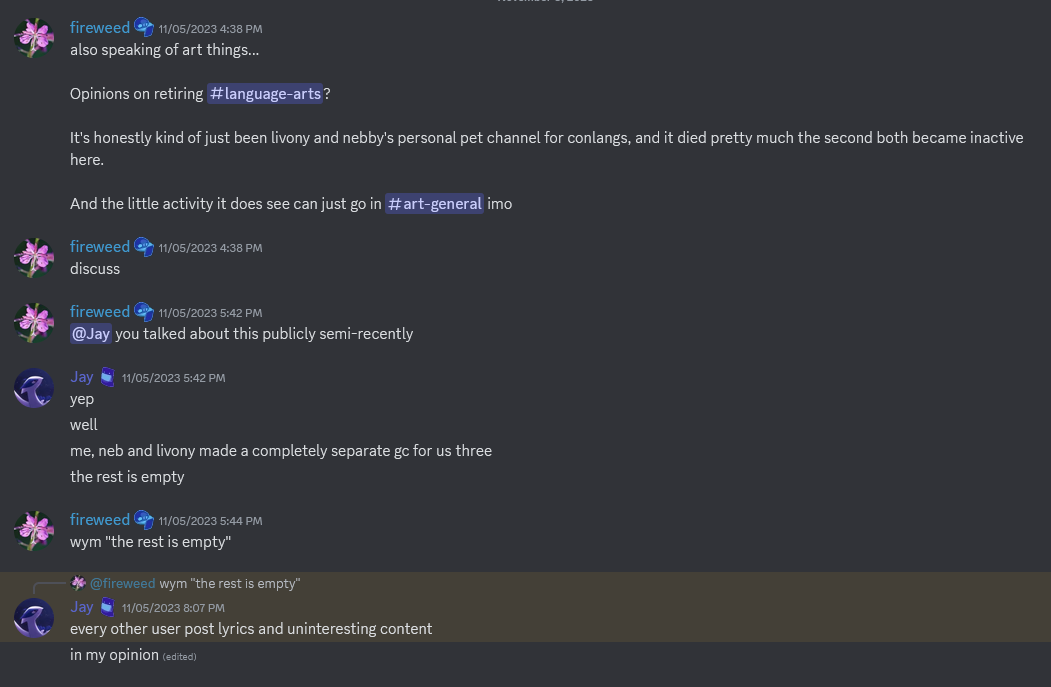 fireweed 11/05/2023 4:38 PM
also speaking of art things...
Opinions on retiring #language-arts?
It's honestly kind of just been livony and nebby's personal pet channel for conlangs, and it died pretty much the second both became inactive
here.
And the little activity it does see can just go in #art-general imo
fireweed 11/05/2023 4:38 PM
discuss
fireweed 11/05/2023 5:42 PM
@Jay you talked about this publicly semi-recently
Jay 11/05/2023 5:42 PM
yep
well
me, neb and livony made a completely separate gc for us three
the rest is empty
fireweed 11/05/2023 5:44 PM
wym "the rest is empty"
@fireweed wym "the rest is empty"
Jay 11/05/2023 8:07 PM
every other user post lyrics and uninteresting content
in my opinion (edited)